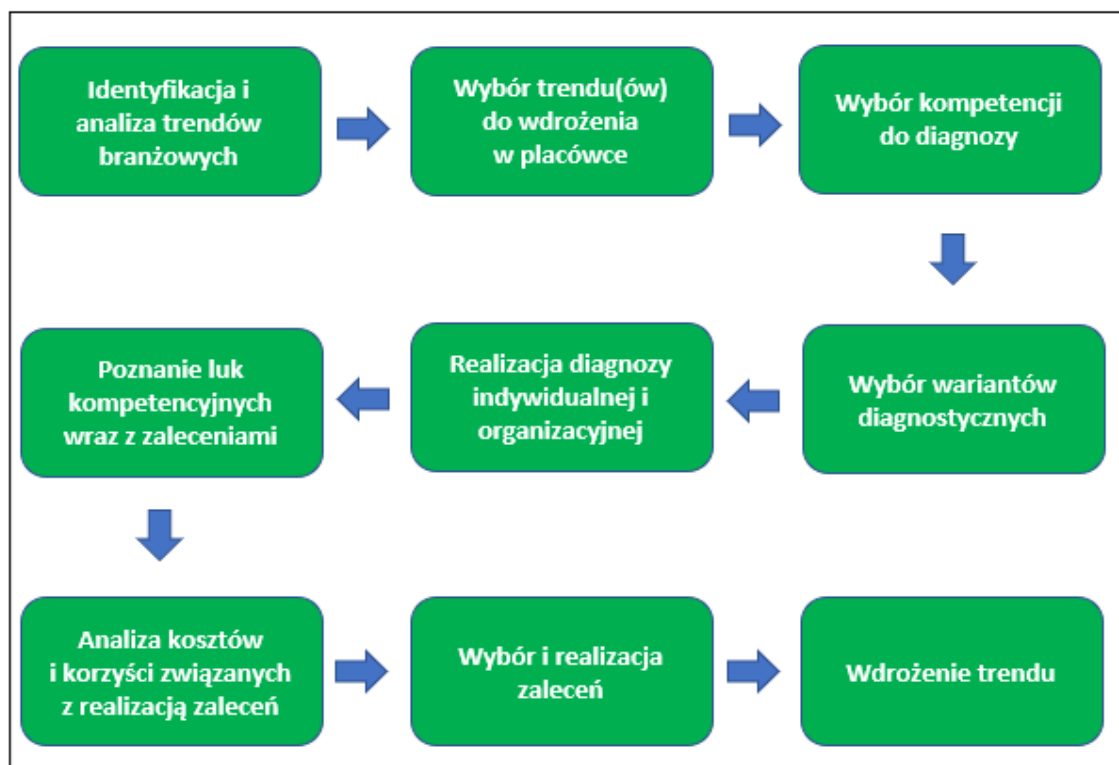 Identyfikacja i
analiza trendów
branżowych
Wybór trendu(ów)
do wdrożenia
w placówce
Wybór kompetencji
do diagnozy
Wybór wariantów
diagnostycznych
Realizacja diagnozy
indywidualnej i
organizacyjnej
Poznanie luk
kompetencyjnych
wraz z zaleceniami
Analiza kosztów
i korzyści związanych
z realizacją zaleceń
Wybór i realizacja
zaleceń
Wdrożenie trendu